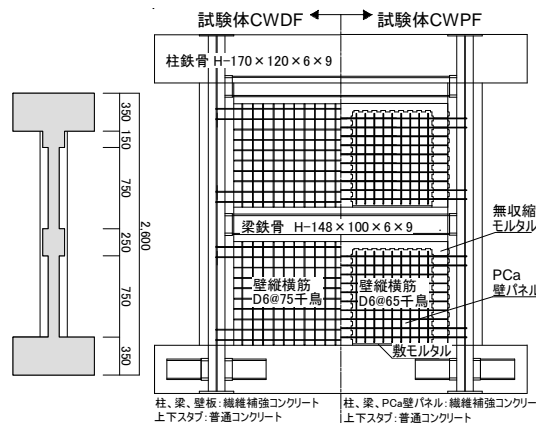 試験体CWDF
試験体CWPF
柱鉄骨 H-170×120×6×9
350
150
750
250
750
350
2,600
梁鉄骨 H-148×100×6×9
無収縮
モルタル
壁縦横筋
D6@75千鳥
壁縦横筋
D6@65千鳥
PCa
壁パネル
敷モルタル
柱、梁、壁板：繊維補強コンクリート
上下スタブ：普通コンクリート
柱、梁、PCa壁パネル：繊維補強コンクリー
上下スタブ：普通コンクリート